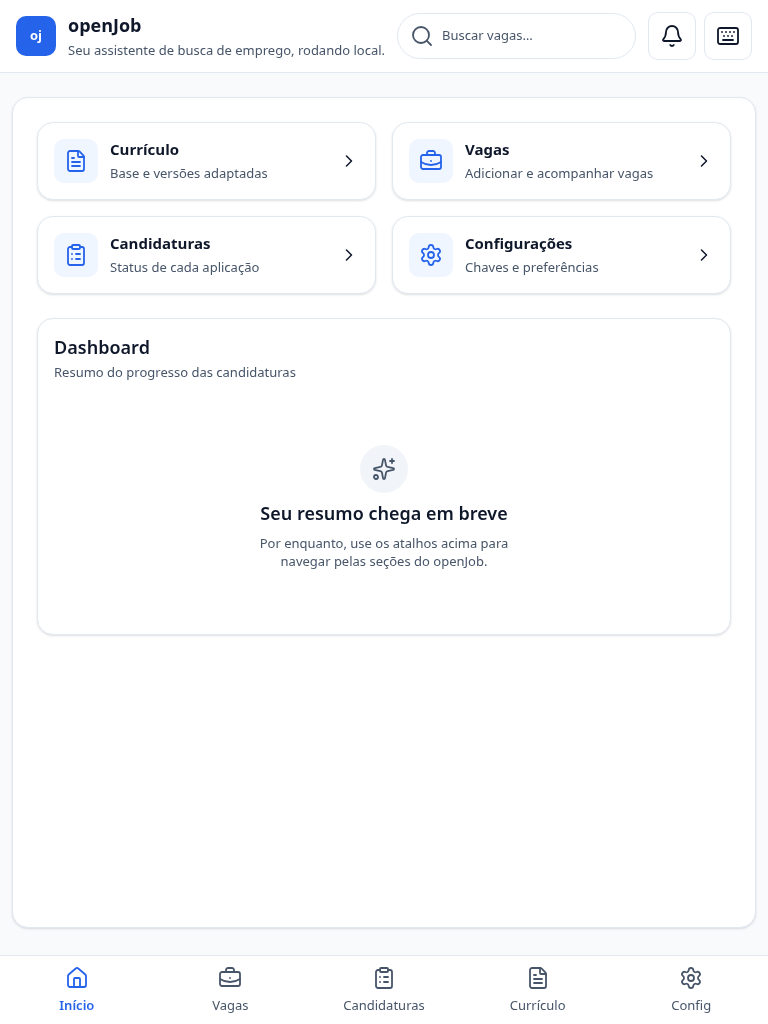 oj
openJob
Seu assistente de busca de emprego, rodando local.
Buscar vagas...
Currículo
Base e versões adaptadas
Vagas
Adicionar e acompanhar vagas
Candidaturas
Status de cada aplicação
Configurações
Chaves e preferências
Dashboard
Resumo do progresso das candidaturas
Seu resumo chega em breve
Por enquanto, use os atalhos acima para
navegar pelas seções do openJob.
Início
Vagas
Candidaturas
Currículo
Config